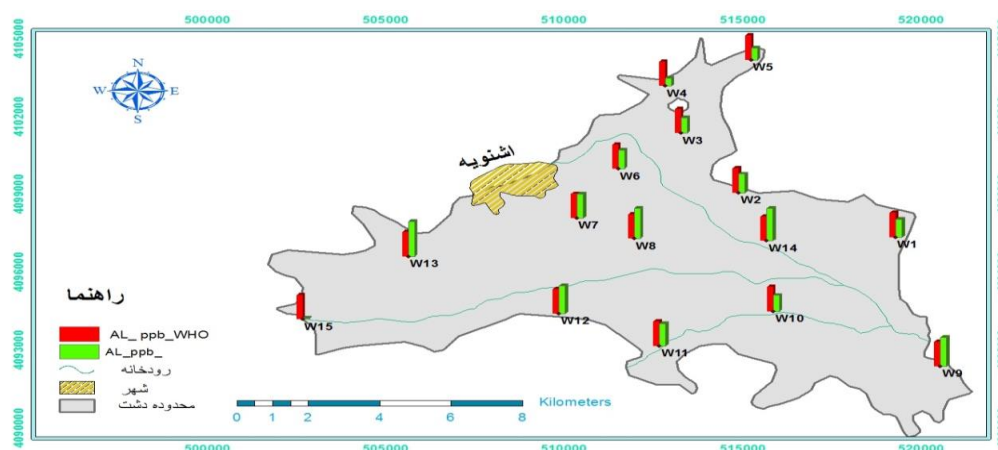 500000 505000 510000 515000 520000
4105000
4102000
4099000
4096000
4093000
4090000
N
W E
S
W5
W4
W3
اشنویه
W6
W2
W7
W8
W14
W1
W13
W15
W12
W10
W11
W9
راهنما
AL_ ppb_WHO
AL_ppb_
رودخانه
شهر
محدوده دشت
Kilometers
0 1 2 4 6 8
500000 505000 510000 515000 520000